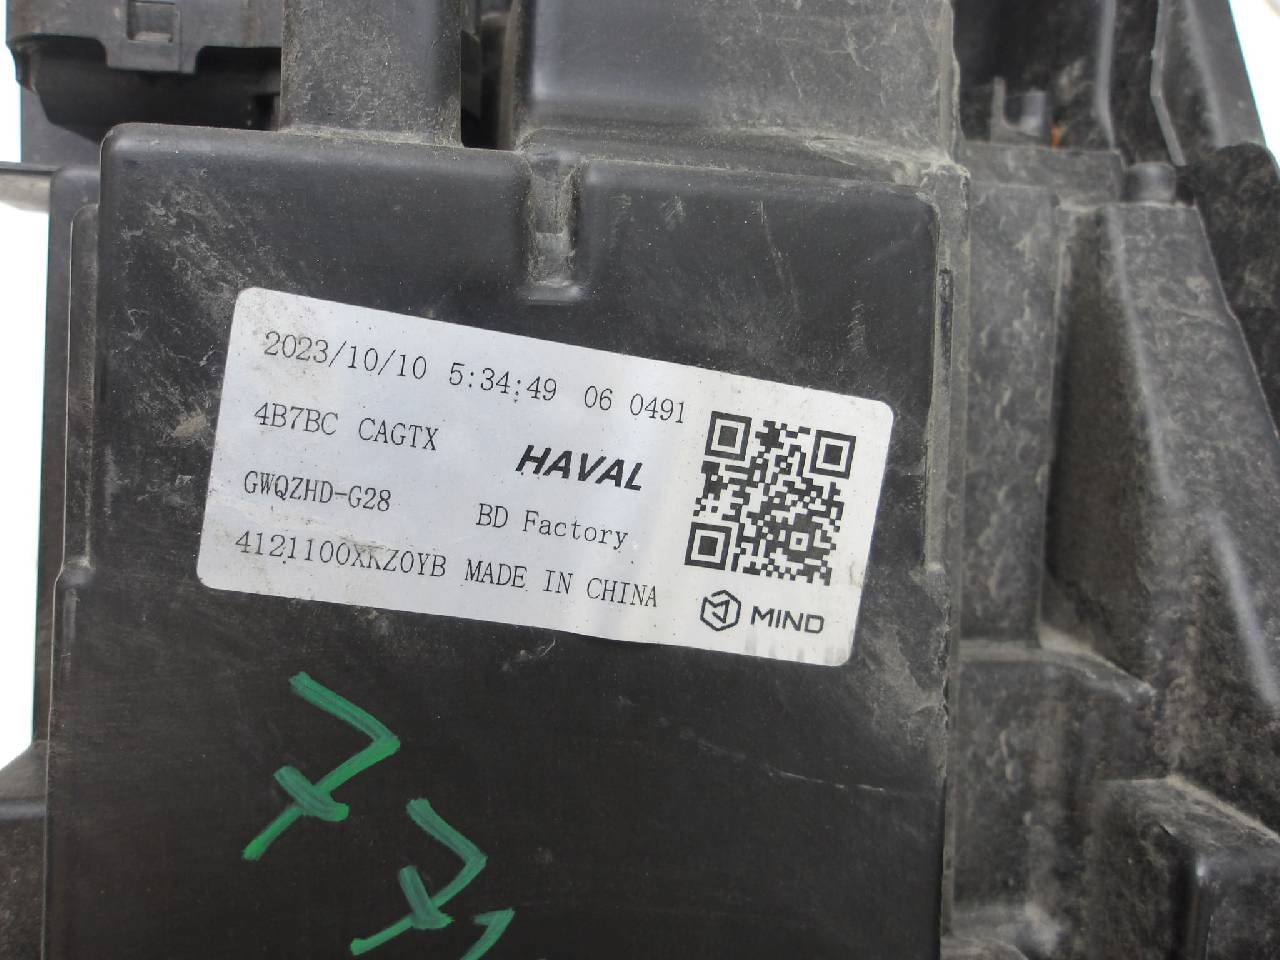 2023/10/10 5:34:49 06 0491
4B7BC CAGTX
HAVAL
GWQZHD-G28
BD Factory
4121100XKZ0YB MADE IN CHINA
MIND
77